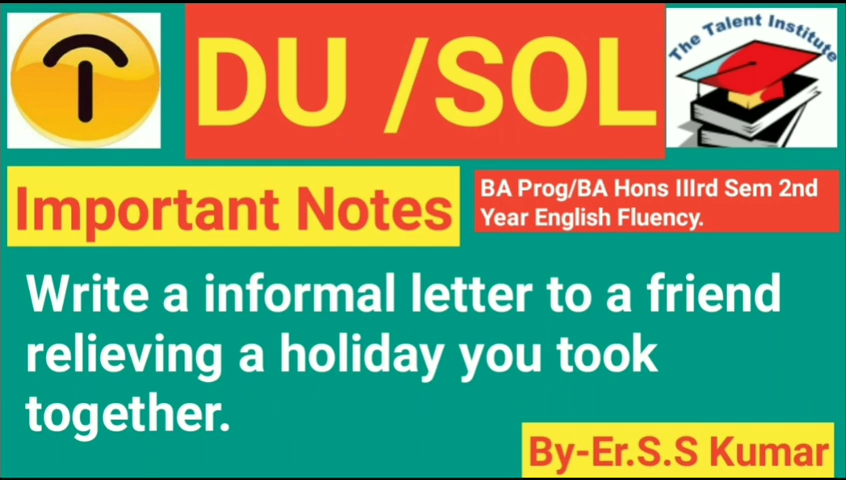 DU /SOL
The Talent Institute
Important Notes
BA Prog/BA Hons IIIrd Sem 2nd
Year English Fluency.
Write a informal letter to a friend
relieving a holiday you took
together.
By-Er.S.S Kumar